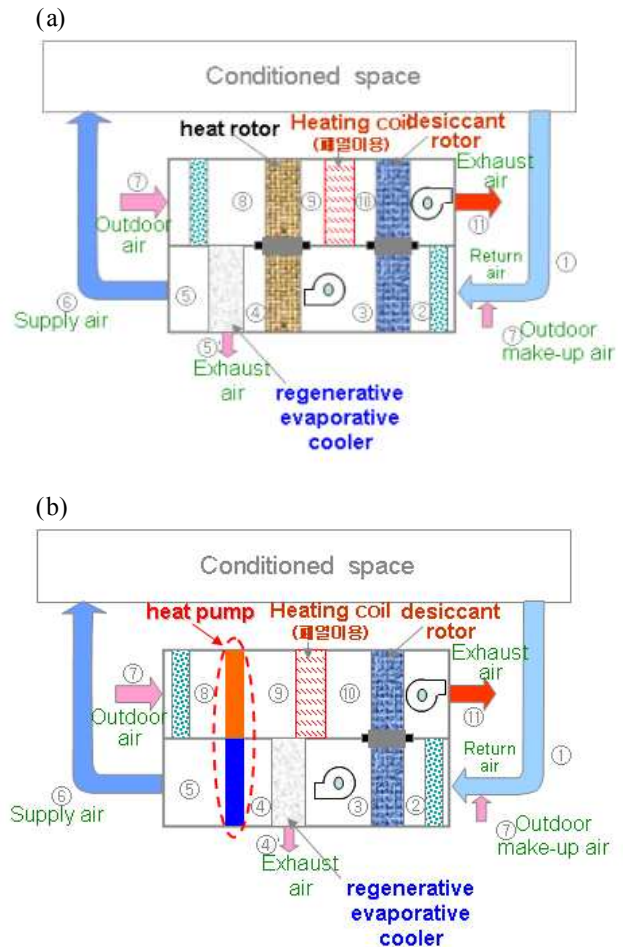 (a)
Conditioned space
heat rotor
Heating coil
(폐열이용)
desiccant
rotor
Exhaust
air
⑦
Outdoor
air
⑧
⑨
⑩
⑪
Return
air
①
⑥
Supply air
⑤
④
③
②
⑦Outdoor
make-up air
⑤'
Exhaust
air
regenerative
evaporative
cooler
(b)
Conditioned space
heat pump
Heating coil
(폐열이용)
desiccant
rotor
Exhaust
air
⑦
Outdoor
air
⑧
⑨
⑩
⑪
Return
air
①
⑥
Supply air
⑤
④
③
②
⑦Outdoor
make-up air
④'
Exhaust
air
regenerative
evaporative
cooler